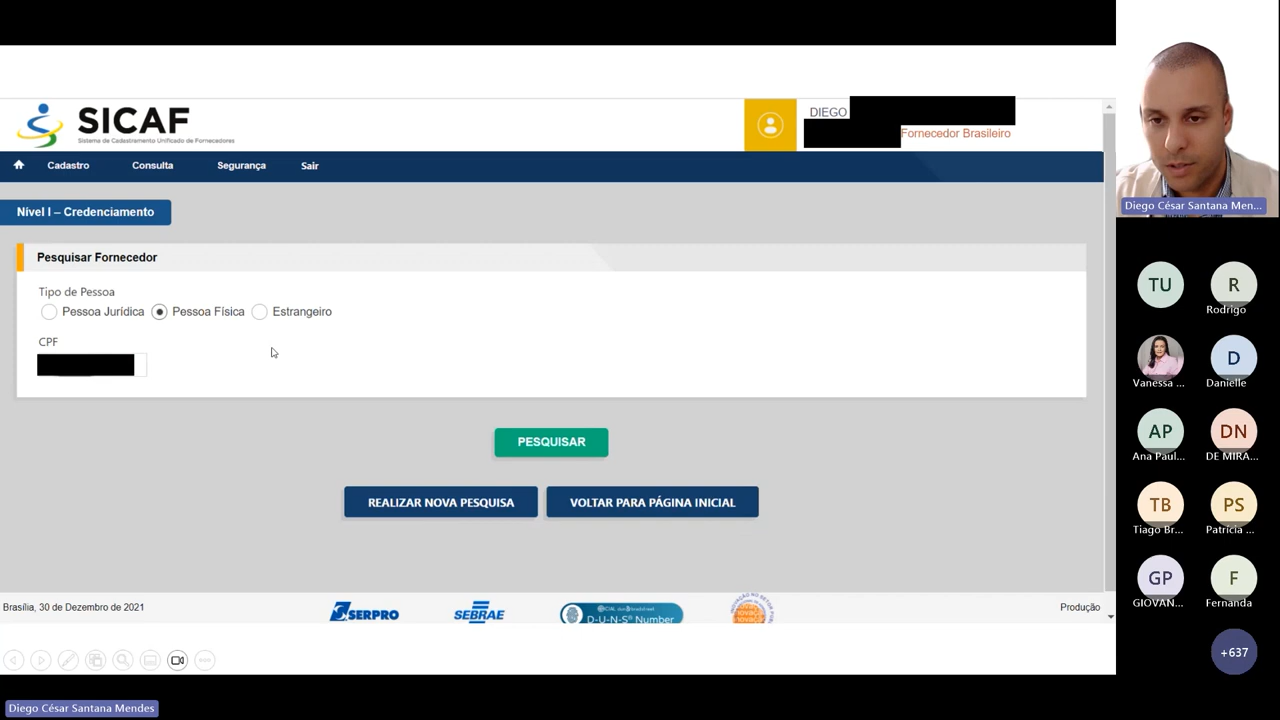 SICAF
Sistema de Cadastramento Unificado de Fornecedores
DIEGO
Fornecedor Brasileiro
Cadastro
Consulta
Segurança
Sair
Nível I – Credenciamento
Pesquisar Fornecedor
Tipo de Pessoa
Pessoa Jurídica
Pessoa Física
Estrangeiro
CPF
PESQUISAR
REALIZAR NOVA PESQUISA
VOLTAR PARA PÁGINA INICIAL
Brasília, 30 de Dezembro de 2021
SERPRO
SEBRAE
D-U-N-S® Number
Produção
Diego César Santana Men...
TU
R
Rodrigo
Vanessa ...
D
Danielle
AP
Ana Paul...
DN
DE MIRA...
TB
Tiago Br...
PS
Patrícia ...
GP
GIOVAN...
F
Fernanda
+637
Diego César Santana Mendes